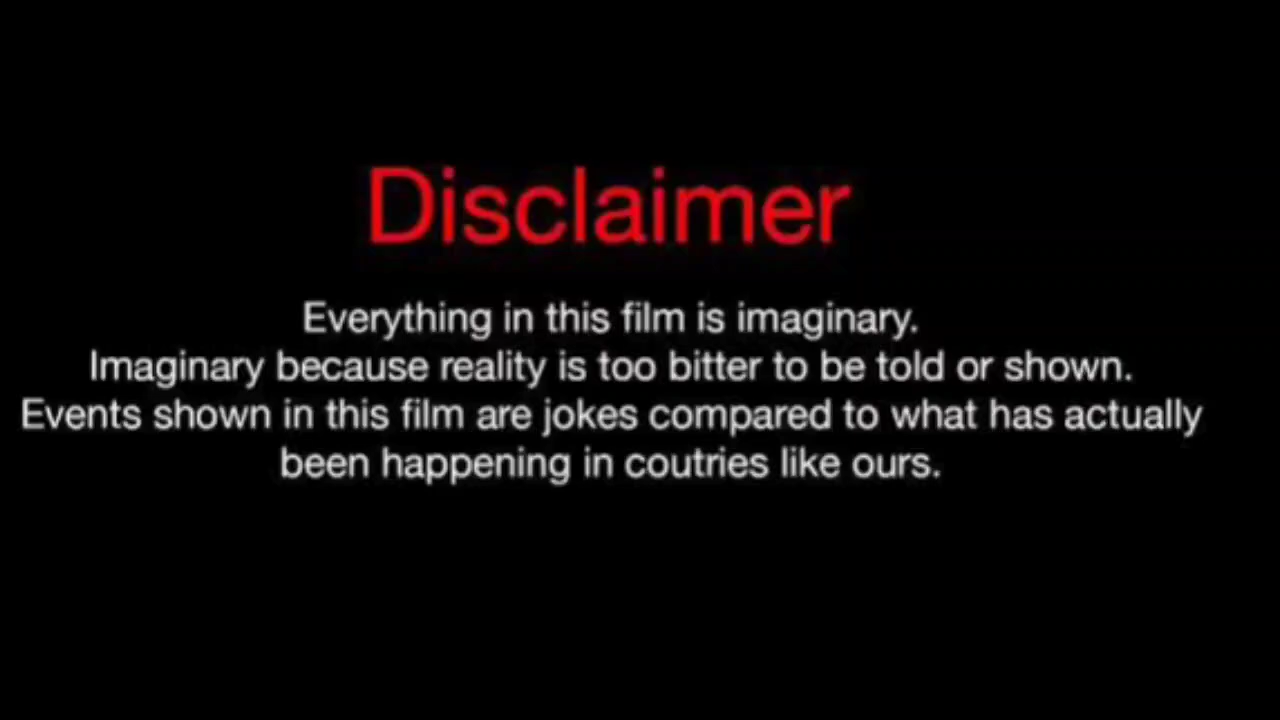 Disclaimer
Everything in this film is imaginary.
Imaginary because reality is too bitter to be told or shown.
Events shown in this film are jokes compared to what has actually
been happening in coutries like ours.